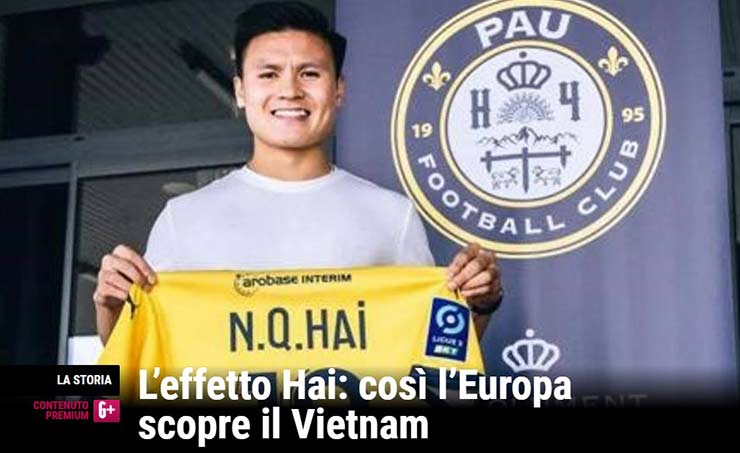 PAU
H Y
19 95
FOOTBALL CLUB
arobase INTERIM
N.Q.HAi
LIGUE 2
BKT
LA STORIA
CONTENUTO
PREMIUM G+
L’effetto Hai: così l’Europa
scopre il Vietnam